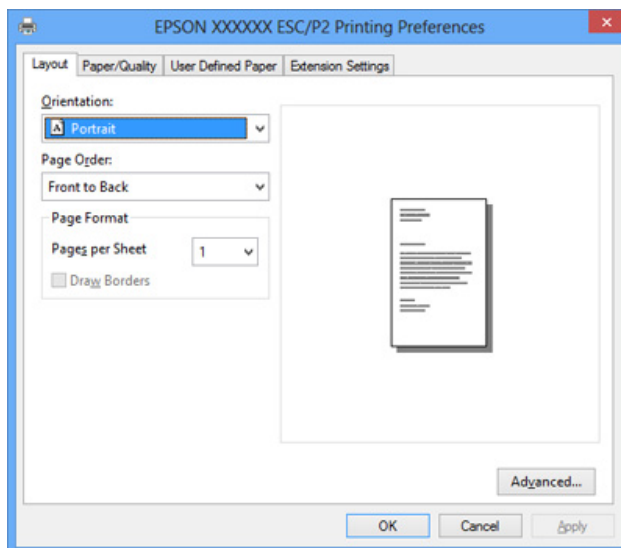 EPSON XXXXXX ESC/P2 Printing Preferences
Layout Paper/Quality User Defined Paper Extension Settings
Orientation:
A Portrait
Page Order:
Front to Back
Page Format
Pages per Sheet 1
Draw Borders
Advanced...
OK Cancel Apply